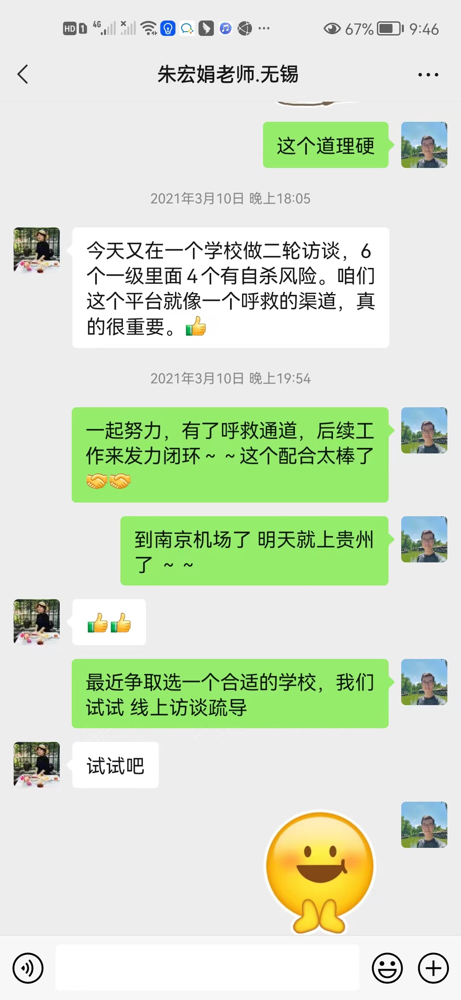 HD 1 4G 67% 9:46
朱宏娟老师.无锡
这个道理硬
2021年3月10日 晚上18:05
今天又在一个学校做二轮访谈，6
个一级里面4个有自杀风险。咱们
这个平台就像一个呼救的渠道，真
的很重要。👍
2021年3月10日 晚上19:54
一起努力，有了呼救通道，后续工
作来发力闭环~ ~这个配合太棒了
🤝🤝
到南京机场了 明天就上贵州
了 ~ ~
👍👍
最近争取选一个合适的学校，我们
试试 线上访谈疏导
试试吧